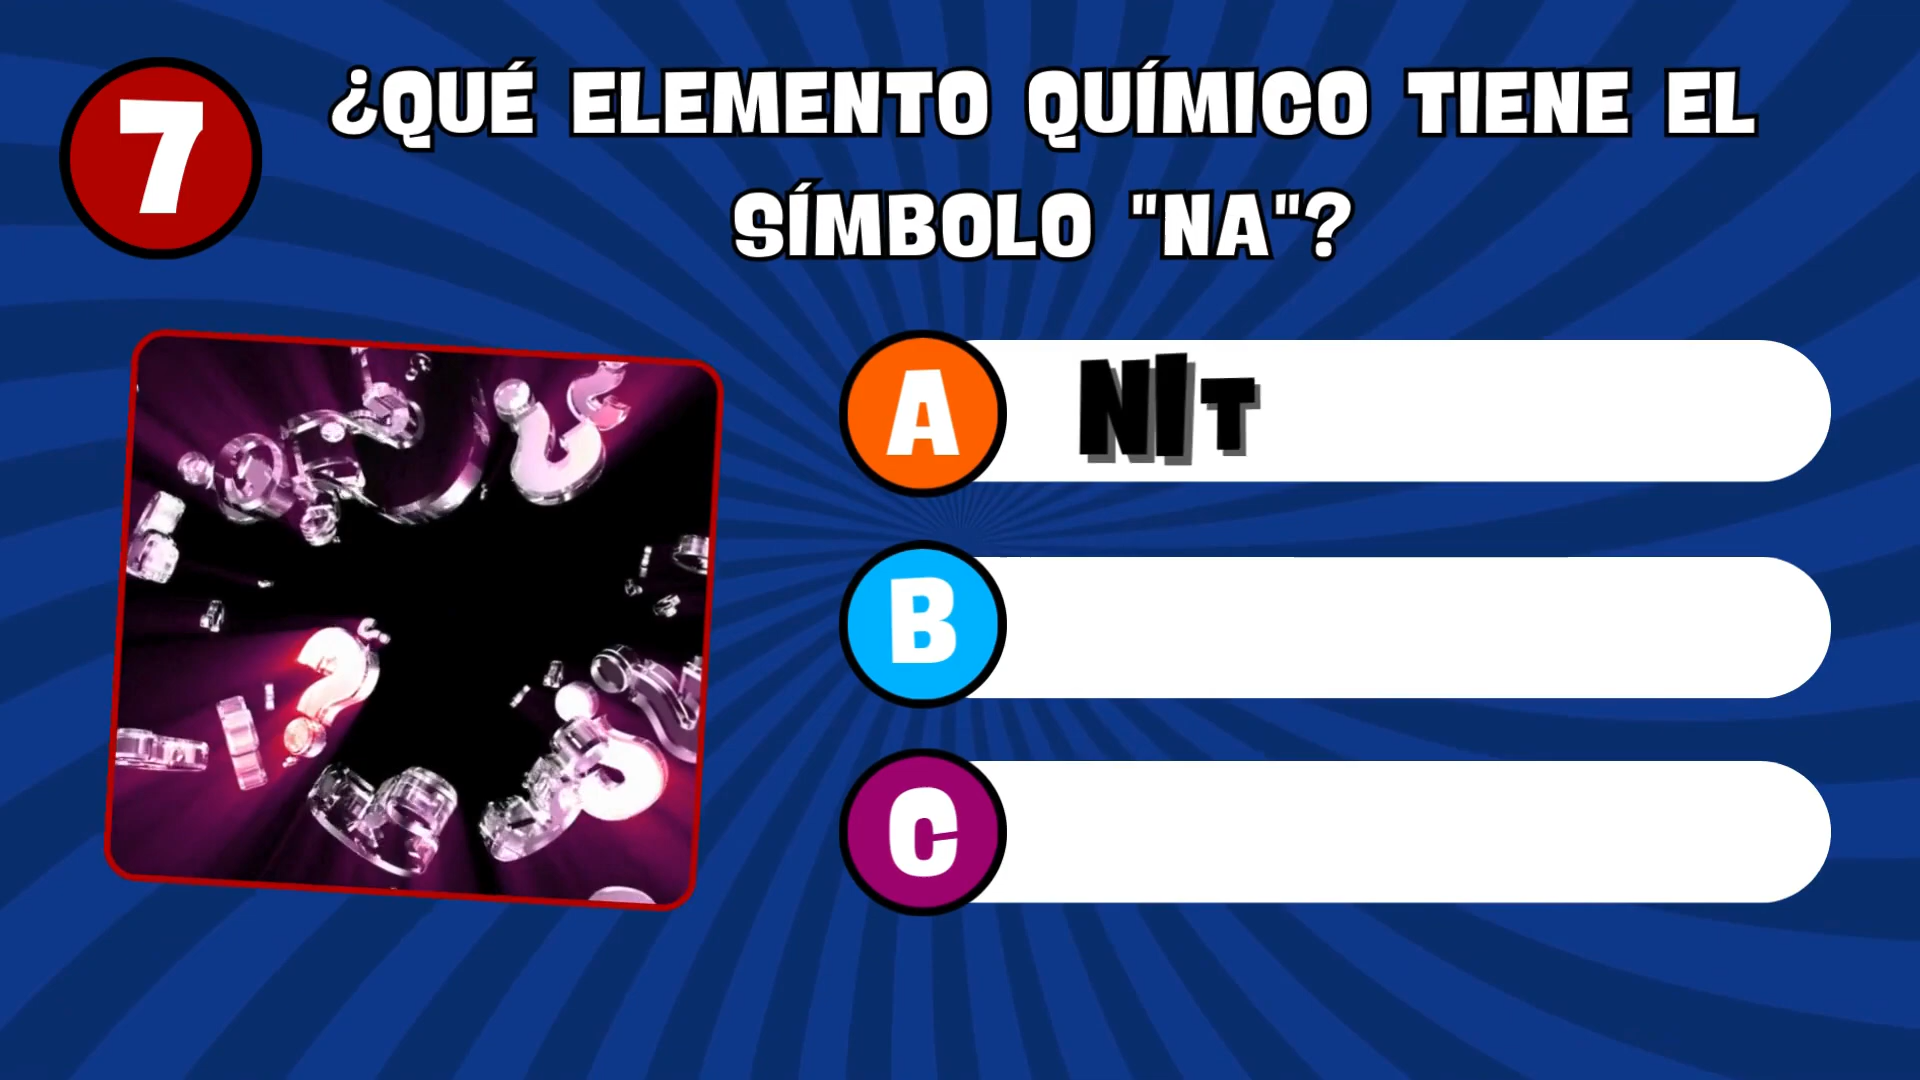 7
¿QUÉ ELEMENTO QUÍMICO TIENE EL
SÍMBOLO "NA"?
A NIT
B
C